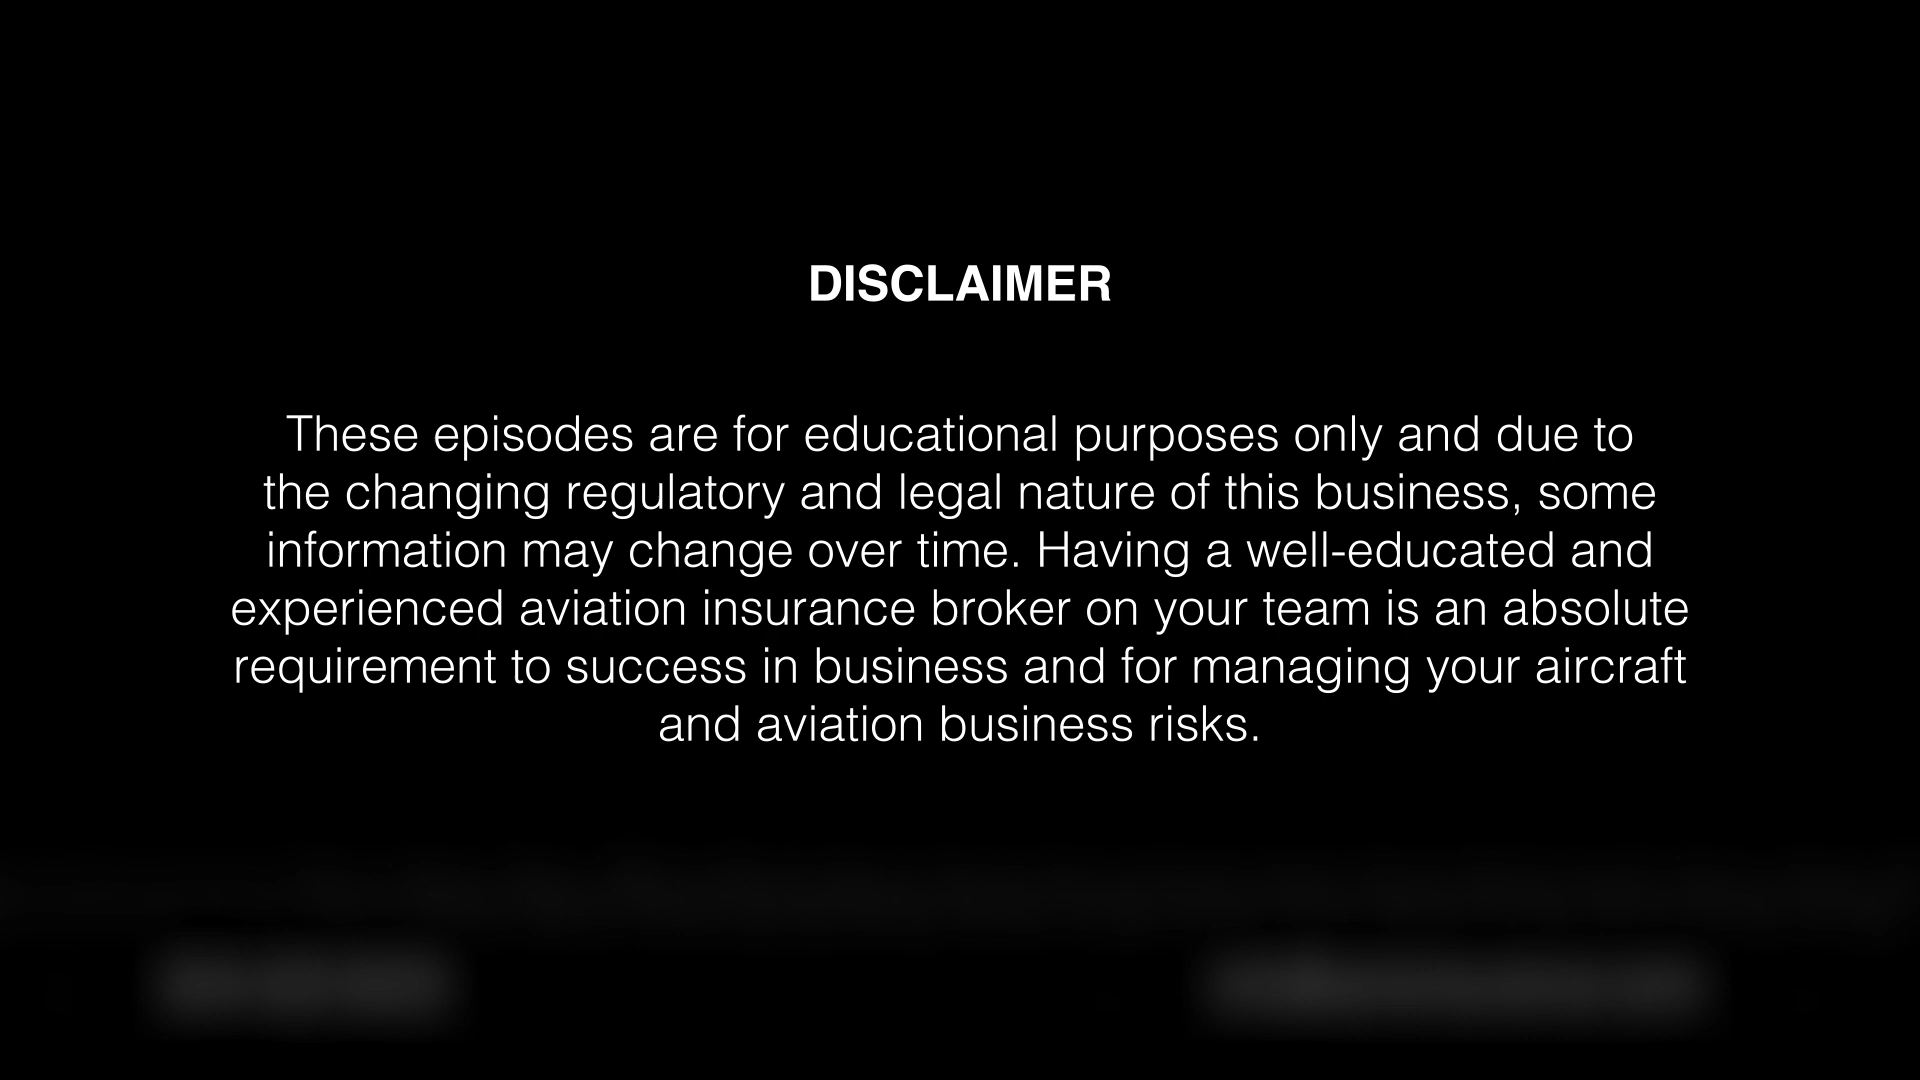 DISCLAIMER
These episodes are for educational purposes only and due to
the changing regulatory and legal nature of this business, some
information may change over time. Having a well-educated and
experienced aviation insurance broker on your team is an absolute
requirement to success in business and for managing your aircraft
and aviation business risks.